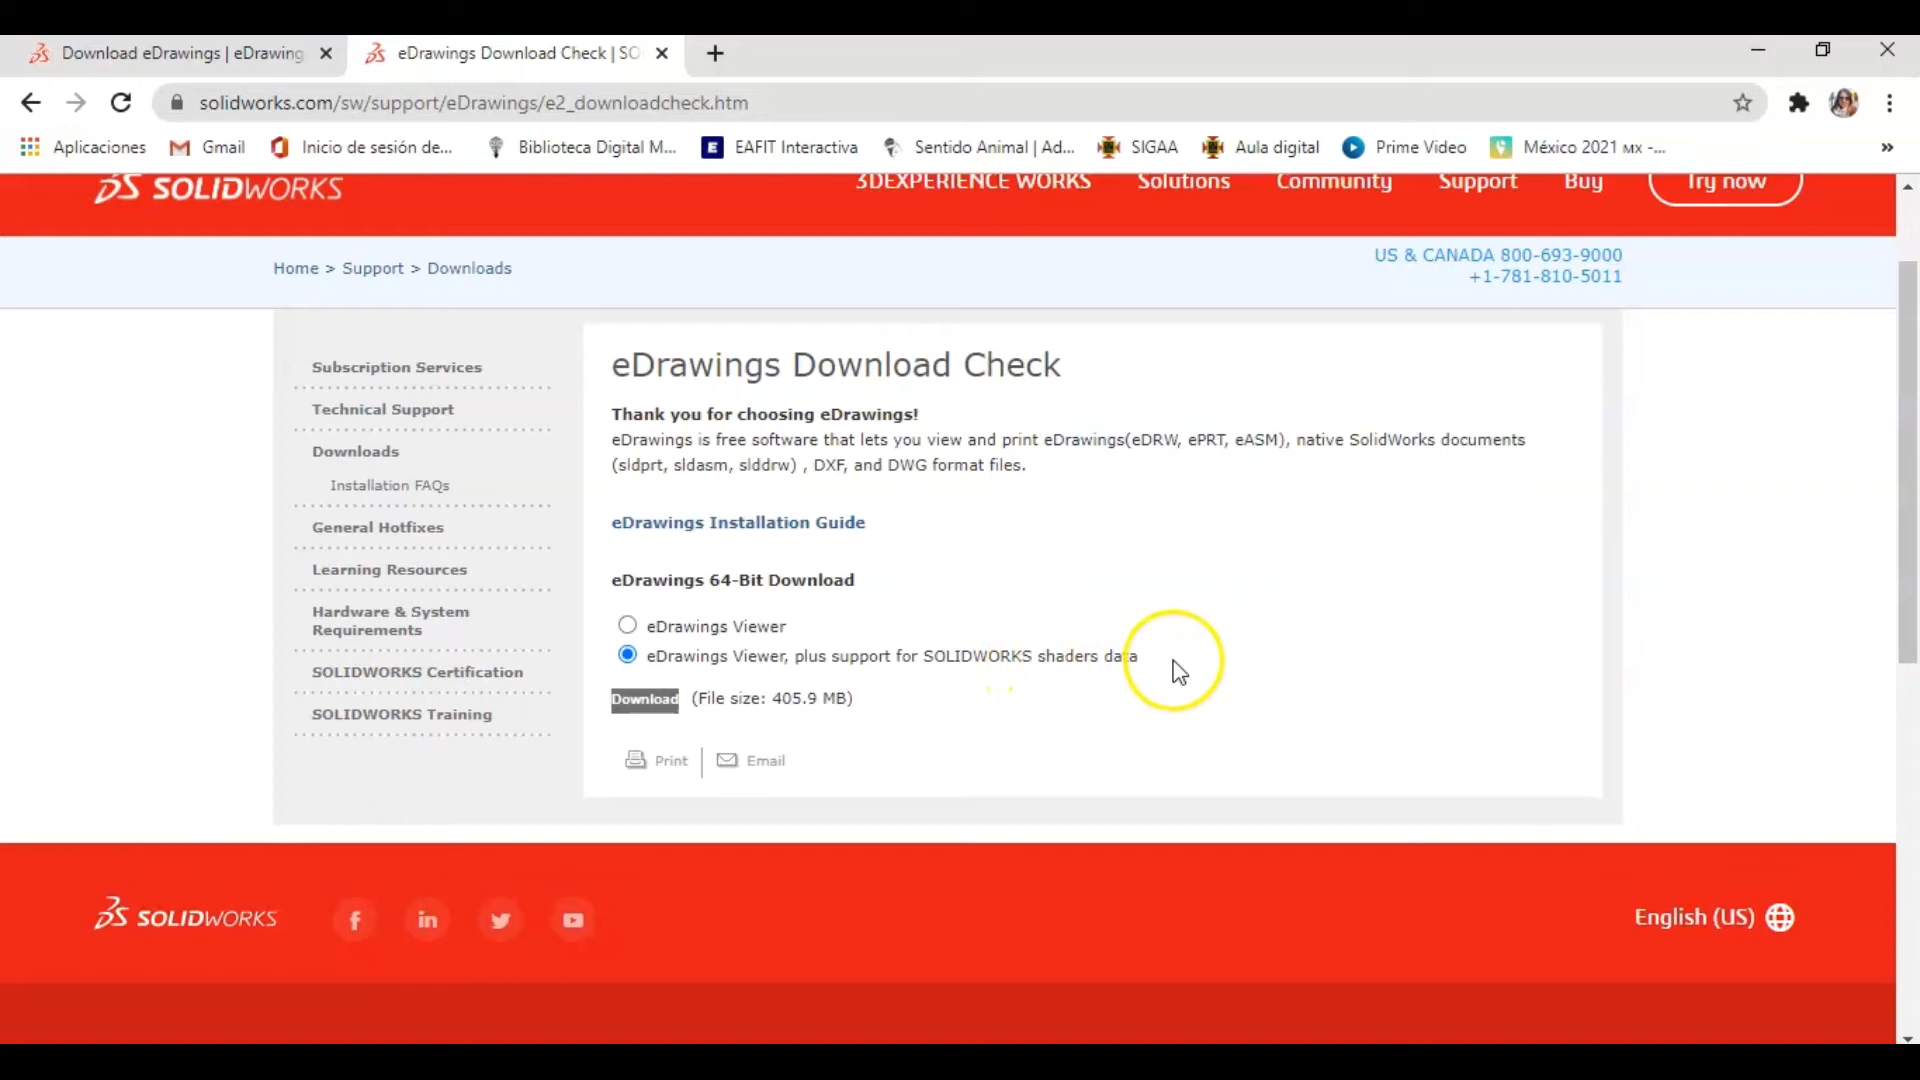 Download eDrawings | eDrawing
eDrawings Download Check | SO
solidworks.com/sw/support/eDrawings/e2_downloadcheck.htm
Aplicaciones
Gmail
Inicio de sesión de...
Biblioteca Digital M...
EAFIT Interactiva
Sentido Animal | Ad...
SIGAA
Aula digital
Prime Video
México 2021 MX -...
SOLIDWORKS
3DEXPERIENCE WORKS
Solutions
Community
Support
Buy
Try now
Home > Support > Downloads
US & CANADA 800-693-9000
+1-781-810-5011
Subscription Services
Technical Support
Downloads
Installation FAQs
General Hotfixes
Learning Resources
Hardware & System
Requirements
SOLIDWORKS Certification
SOLIDWORKS Training
eDrawings Download Check
Thank you for choosing eDrawings!
eDrawings is free software that lets you view and print eDrawings(eDRW, ePRT, eASM), native SolidWorks documents
(sldprt, sldasm, slddrw) , DXF, and DWG format files.
eDrawings Installation Guide
eDrawings 64-Bit Download
eDrawings Viewer
eDrawings Viewer, plus support for SOLIDWORKS shaders data
Download (File size: 405.9 MB)
Print
Email
SOLIDWORKS
English (US)